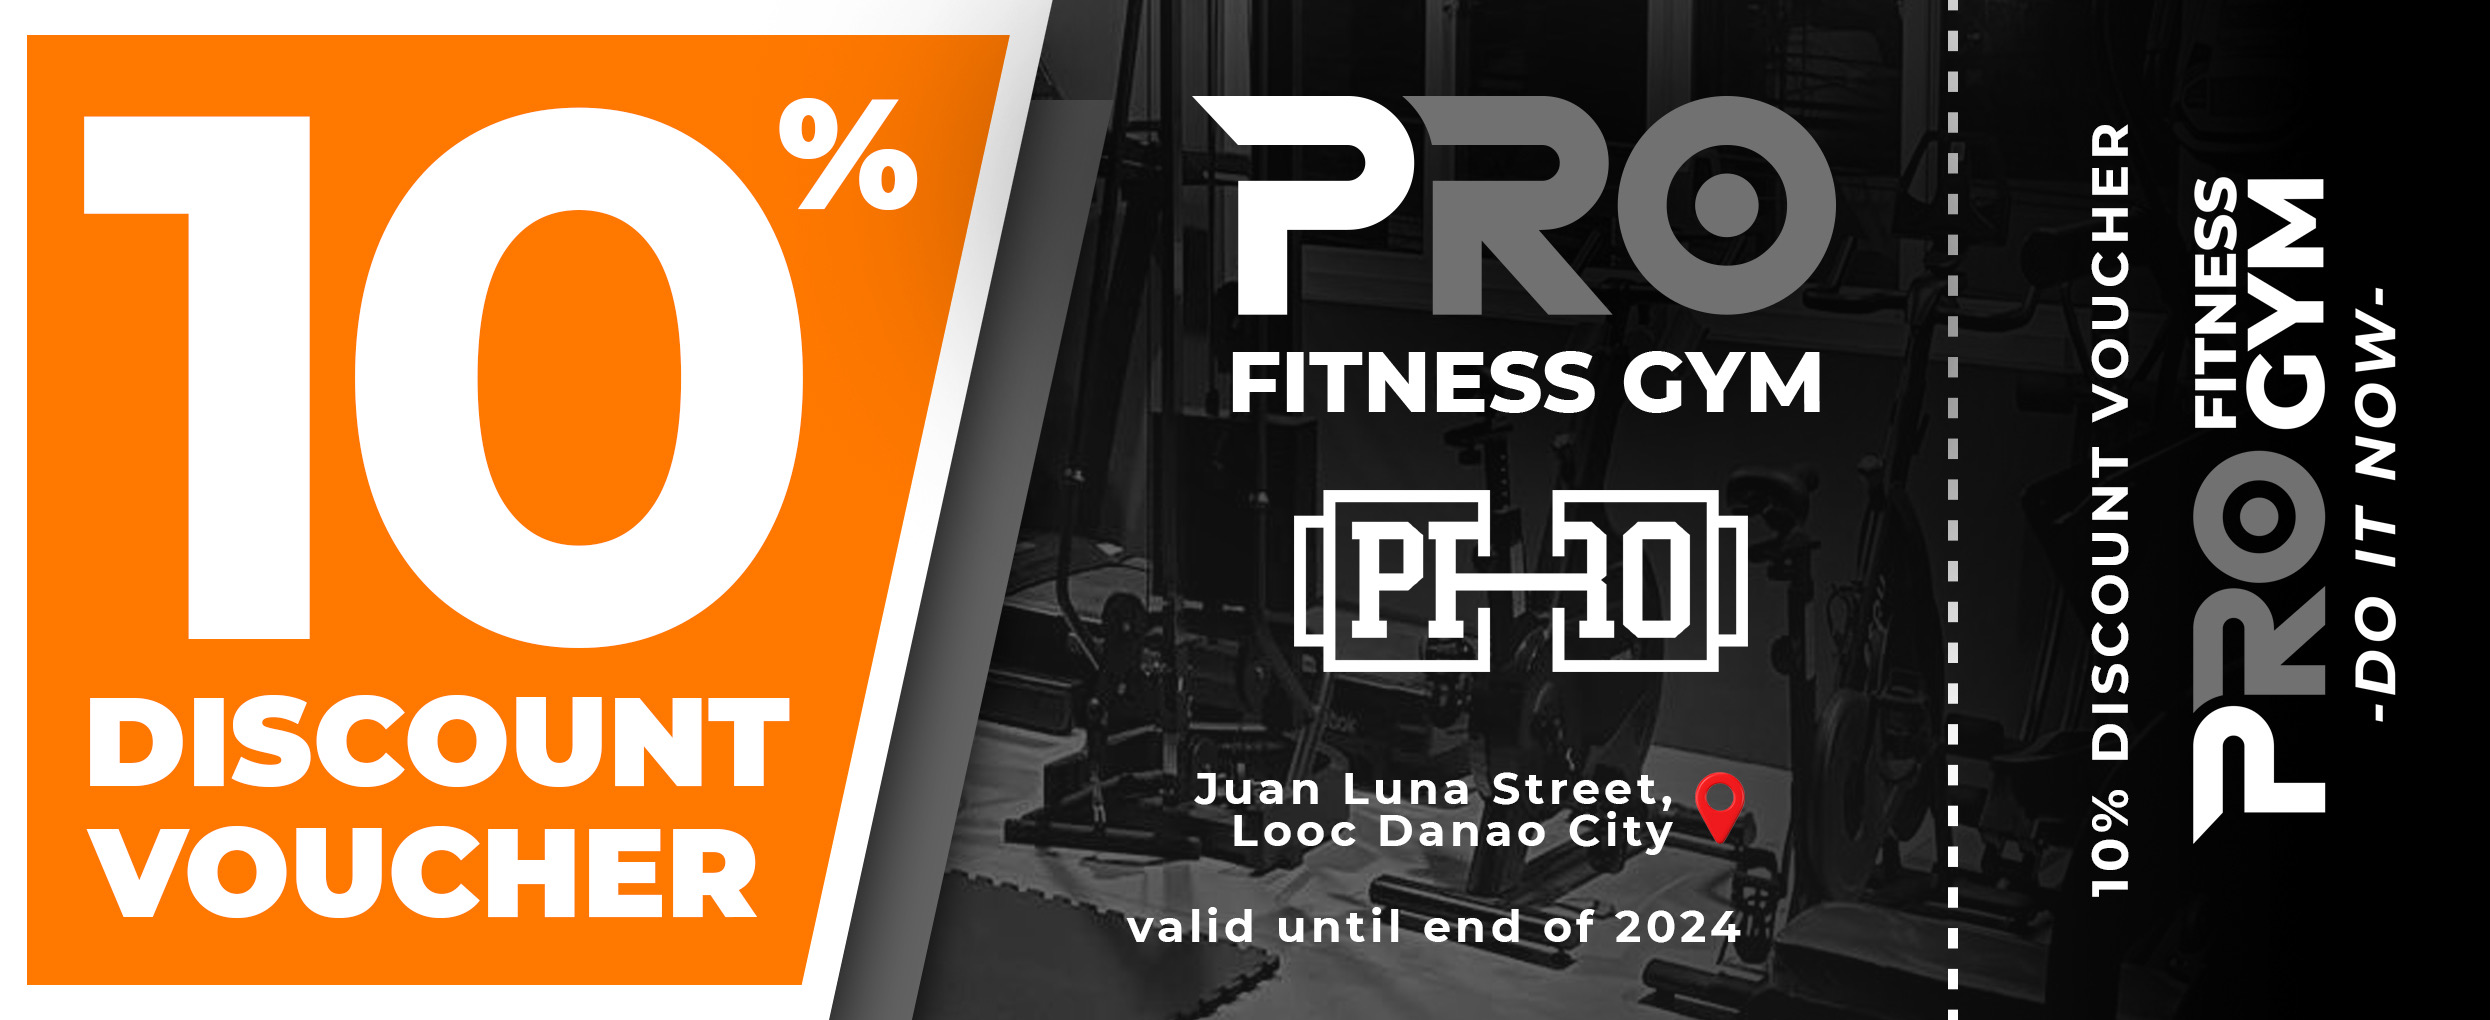 10%
DISCOUNT
VOUCHER
PRO
FITNESS GYM
PF RO
Juan Luna Street,
Looc Danao City
valid until end of 2024
10% DISCOUNT VOUCHER
PRO FITNESS GYM
-DO IT NOW-